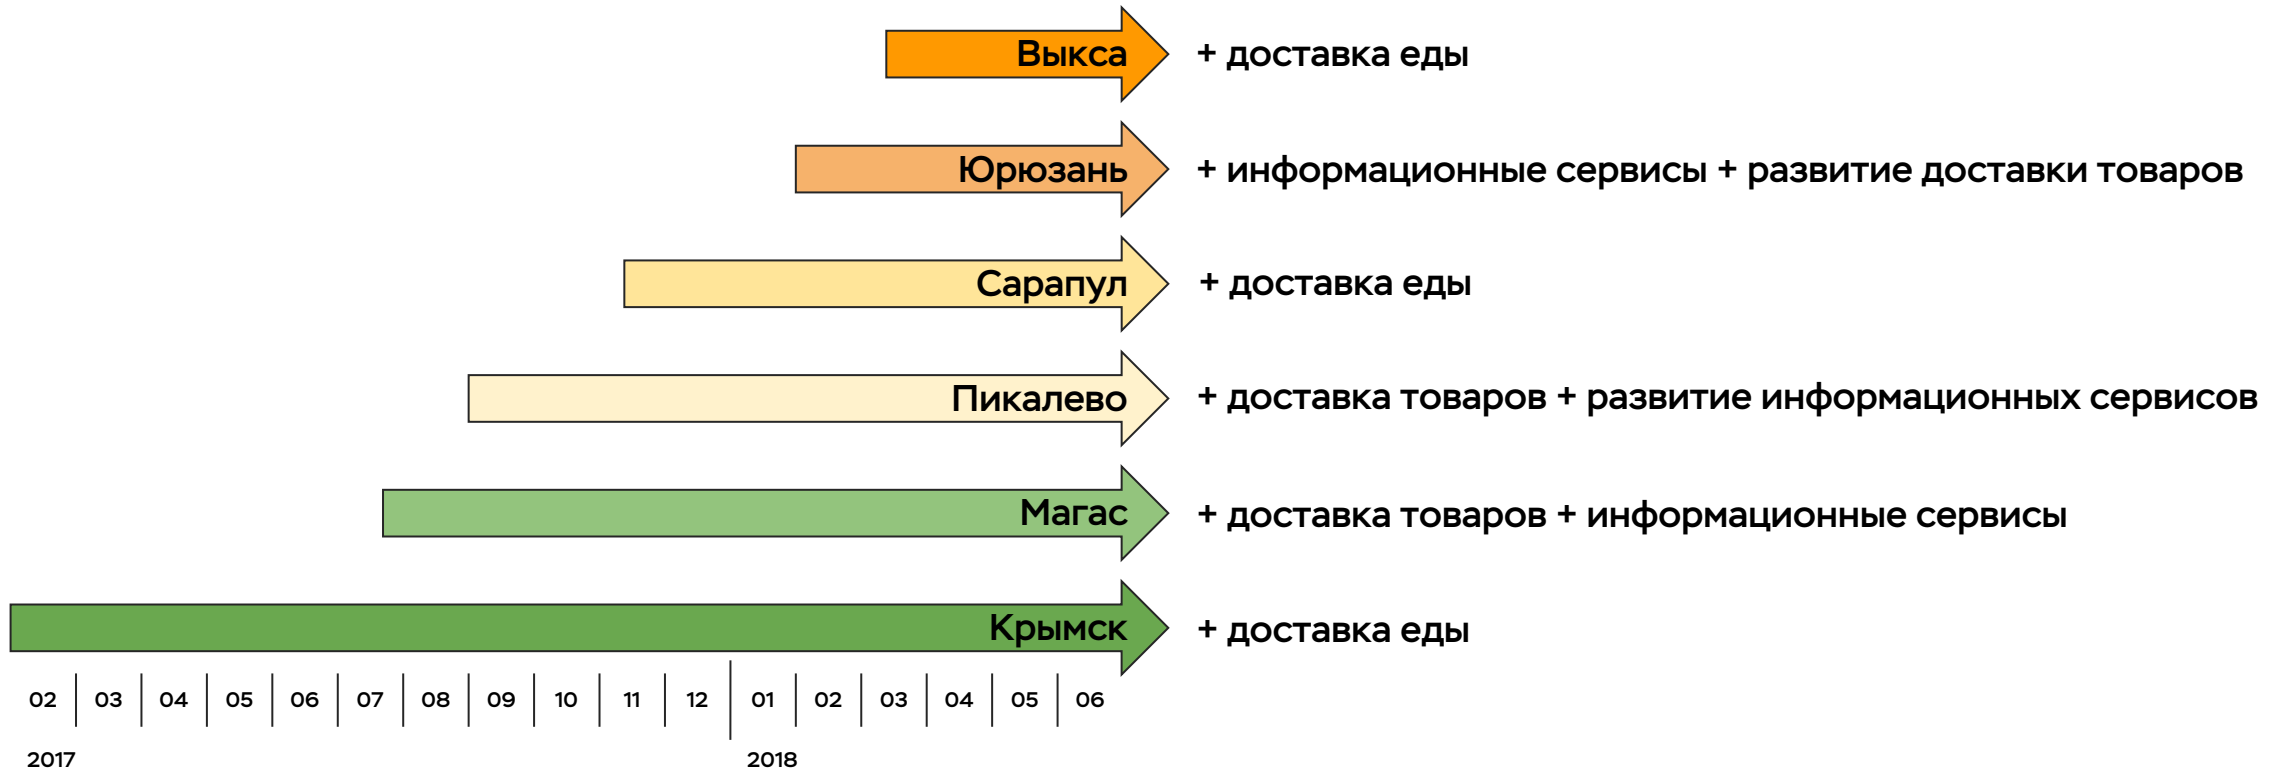 Выкса + доставка еды
Юрюзань + информационные сервисы + развитие доставки товаров
Сарапул + доставка еды
Пикалево + доставка товаров + развитие информационных сервисов
Магас + доставка товаров + информационные сервисы
Крымск + доставка еды
02 03 04 05 06 07 08 09 10 11 12 01 02 03 04 05 06
2017 2018